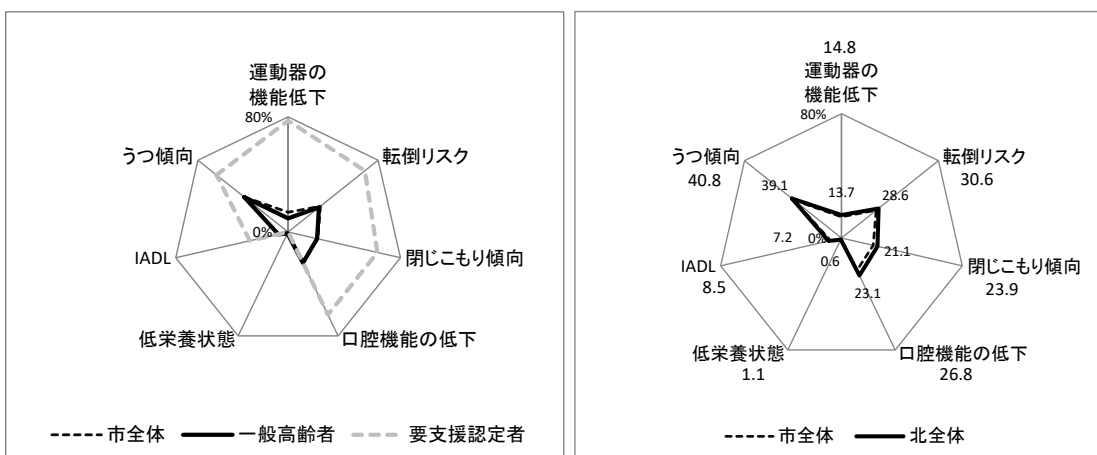 運動器の
機能低下
80%
うつ傾向
転倒リスク
0%
IADL
閉じこもり傾向
低栄養状態
口腔機能の低下
市全体
一般高齢者
要支援認定者
14.8
運動器の
機能低下
80%
うつ傾向
40.8
転倒リスク
30.6
39.1
13.7
28.6
7.2
0%
21.1
IADL
8.5
0.6
23.1
閉じこもり傾向
23.9
低栄養状態
1.1
口腔機能の低下
26.8
市全体
北全体